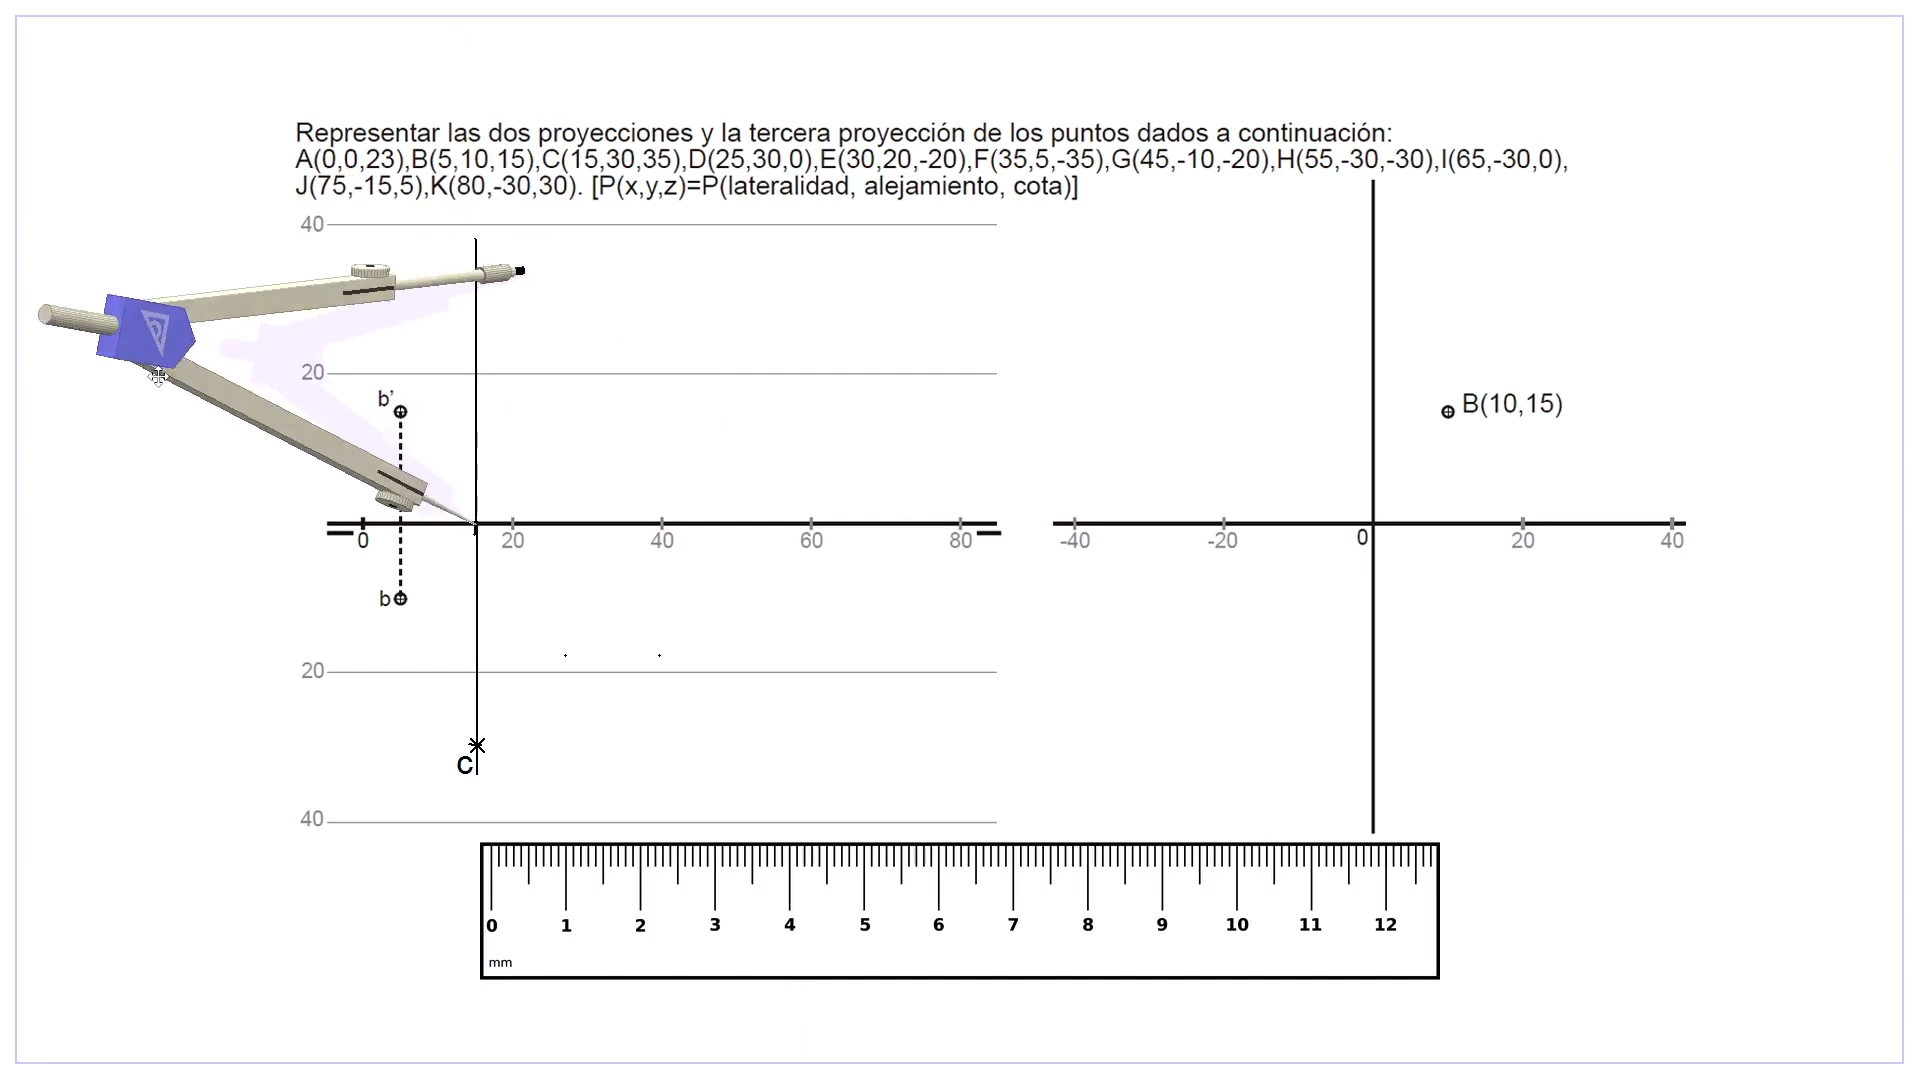 Representar las dos proyecciones y la tercera proyección de los puntos dados a continuación:
A(0,0,23),B(5,10,15),C(15,30,35),D(25,30,0),E(30,20,-20),F(35,5,-35),G(45,-10,-20),H(55,-30,-30),I(65,-30,0),
J(75,-15,5),K(80,-30,30). [P(x,y,z)=P(lateralidad, alejamiento, cota)]
40
20
b'
B(10,15)
0 20 40 60 80
-40 -20 0 20 40
b
20
C
40
0 1 2 3 4 5 6 7 8 9 10 11 12
mm